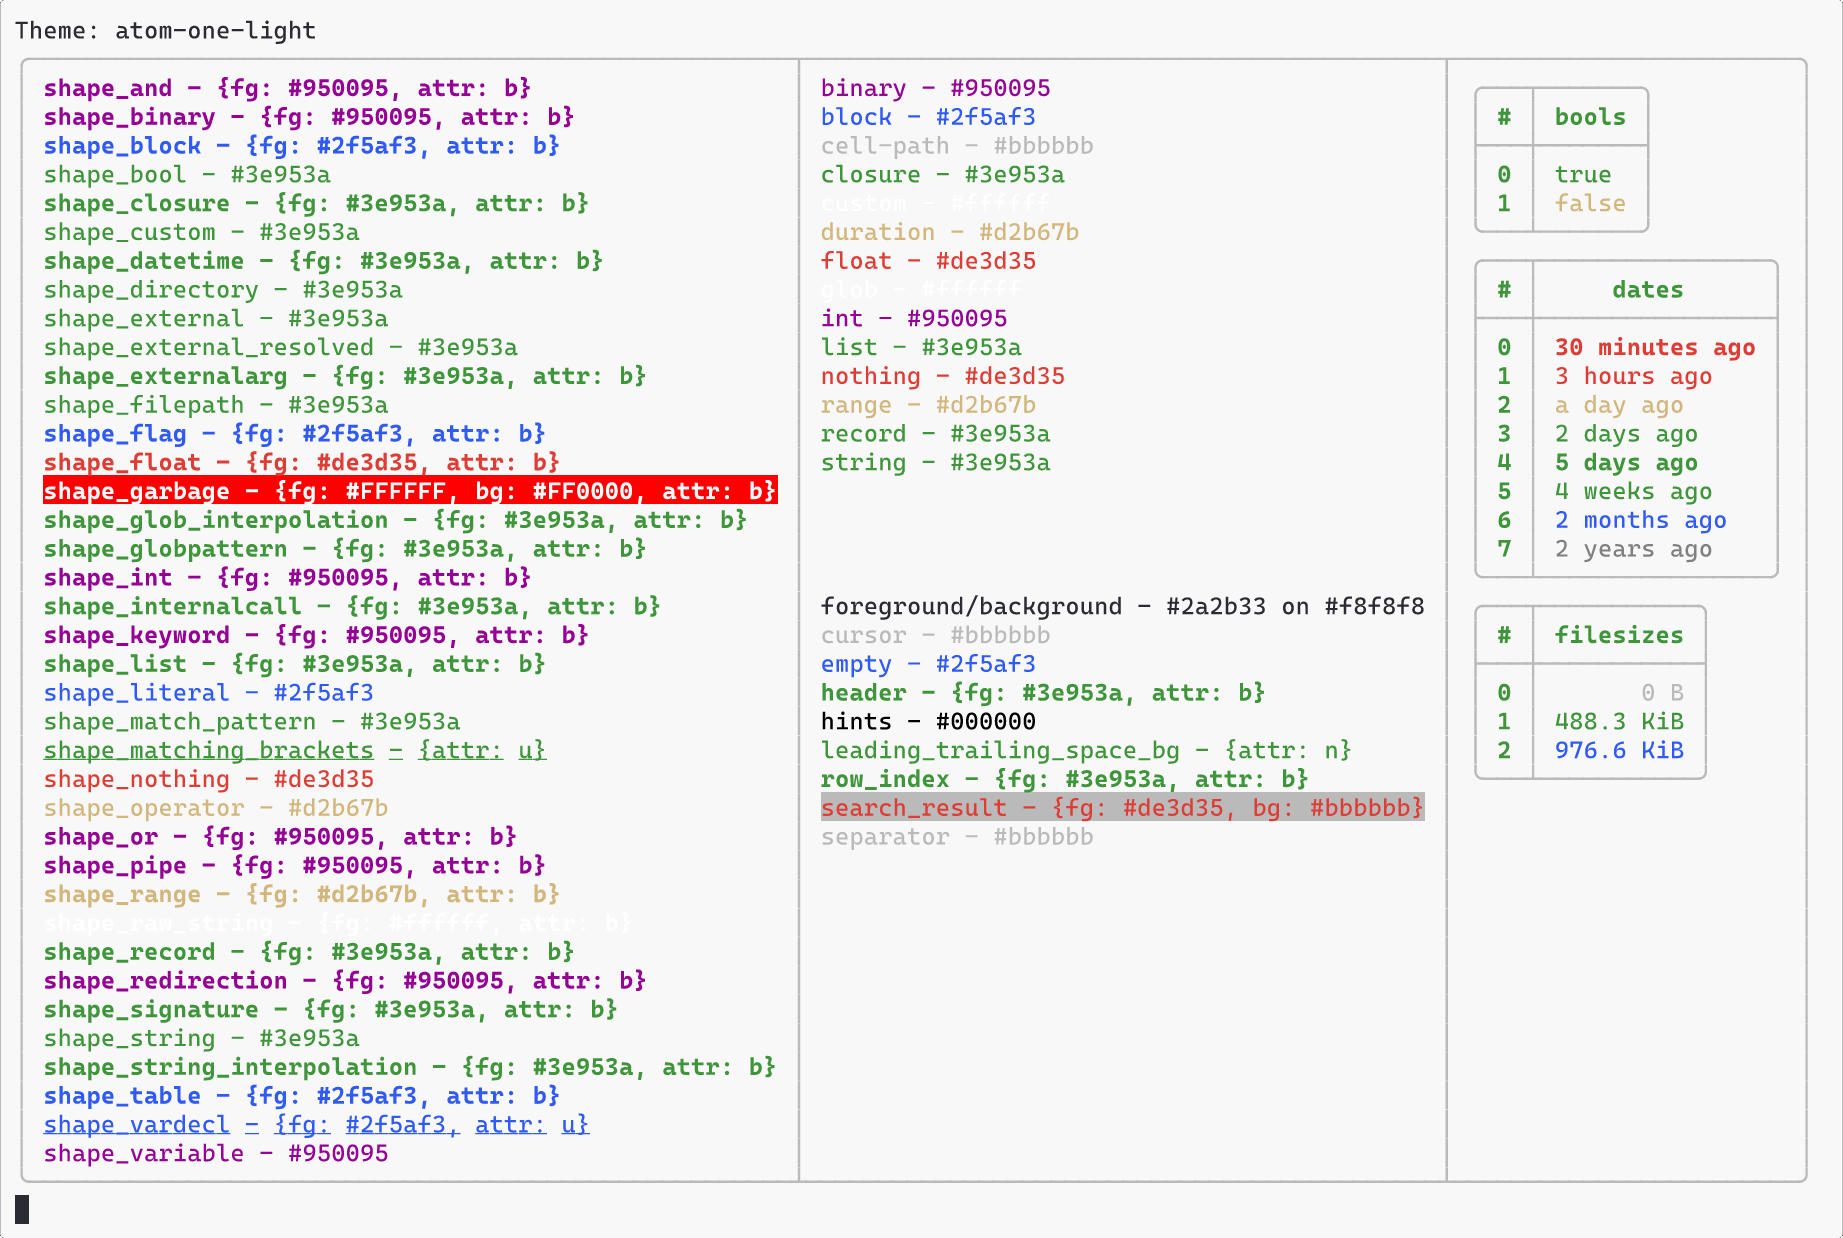 Theme: atom-one-light
shape_and - {fg: #950095, attr: b}
shape_binary - {fg: #950095, attr: b}
shape_block - {fg: #2f5af3, attr: b}
shape_bool - #3e953a
shape_closure - {fg: #3e953a, attr: b}
shape_custom - #3e953a
shape_datetime - {fg: #3e953a, attr: b}
shape_directory - #3e953a
shape_external - #3e953a
shape_external_resolved - #3e953a
shape_externalarg - {fg: #3e953a, attr: b}
shape_filepath - #3e953a
shape_flag - {fg: #2f5af3, attr: b}
shape_float - {fg: #de3d35, attr: b}
shape_garbage - {fg: #FFFFFF, bg: #FF0000, attr: b}
shape_glob_interpolation - {fg: #3e953a, attr: b}
shape_globpattern - {fg: #3e953a, attr: b}
shape_int - {fg: #950095, attr: b}
shape_internalcall - {fg: #3e953a, attr: b}
shape_keyword - {fg: #950095, attr: b}
shape_list - {fg: #3e953a, attr: b}
shape_literal - #2f5af3
shape_match_pattern - #3e953a
shape_matching_brackets - {attr: u}
shape_nothing - #de3d35
shape_operator - #d2b67b
shape_or - {fg: #950095, attr: b}
shape_pipe - {fg: #950095, attr: b}
shape_range - {fg: #d2b67b, attr: b}
shape_raw_string - {fg: #ffffff, attr: b}
shape_record - {fg: #3e953a, attr: b}
shape_redirection - {fg: #950095, attr: b}
shape_signature - {fg: #3e953a, attr: b}
shape_string - #3e953a
shape_string_interpolation - {fg: #3e953a, attr: b}
shape_table - {fg: #2f5af3, attr: b}
shape_vardecl - {fg: #2f5af3, attr: u}
shape_variable - #950095
binary - #950095
block - #2f5af3
cell-path - #bbbbbb
closure - #3e953a
custom - #ffffff
duration - #d2b67b
float - #de3d35
glob - #ffffff
int - #950095
list - #3e953a
nothing - #de3d35
range - #d2b67b
record - #3e953a
string - #3e953a
foreground/background - #2a2b33 on #f8f8f8
cursor - #bbbbbb
empty - #2f5af3
header - {fg: #3e953a, attr: b}
hints - #000000
leading_trailing_space_bg - {attr: n}
row_index - {fg: #3e953a, attr: b}
search_result - {fg: #de3d35, bg: #bbbbbb}
separator - #bbbbbb
# bools
0 true
1 false
# dates
0 30 minutes ago
1 3 hours ago
2 a day ago
3 2 days ago
4 5 days ago
5 4 weeks ago
6 2 months ago
7 2 years ago
# filesizes
0 0 B
1 488.3 KiB
2 976.6 KiB